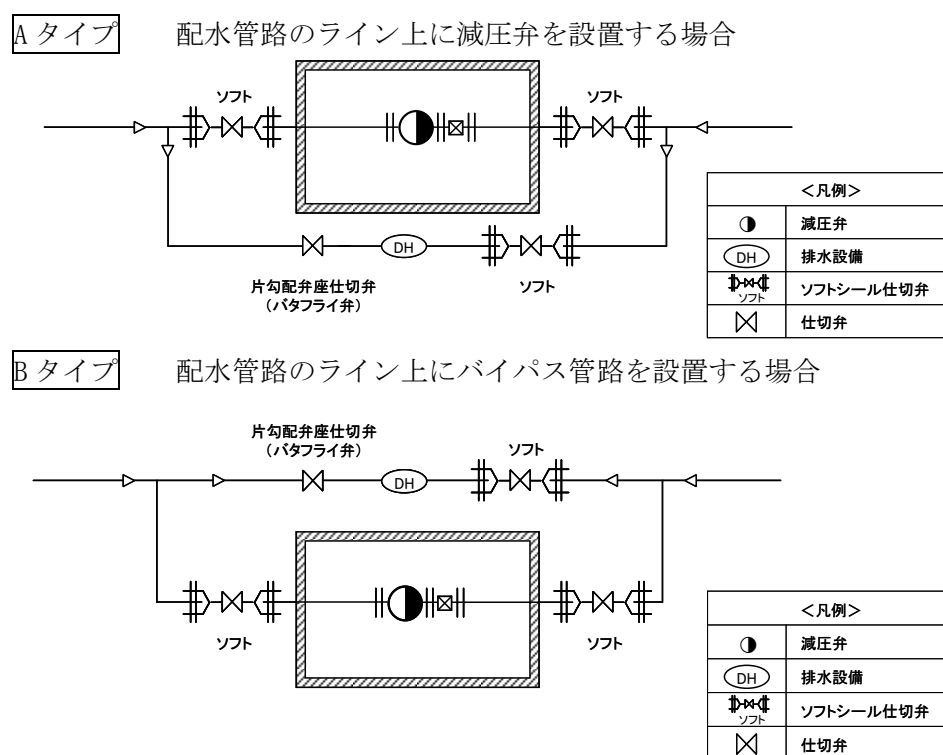 Aタイプ 配水管路のライン上に減圧弁を設置する場合
ソフト ソフト
DH
片勾配弁座仕切弁
(バタフライ弁)
ソフト
<凡例>
減圧弁
DH 排水設備
ソフト ソフトシール仕切弁
仕切弁
Bタイプ 配水管路のライン上にバイパス管路を設置する場合
片勾配弁座仕切弁
(バタフライ弁)
ソフト
DH
ソフト ソフト
<凡例>
減圧弁
DH 排水設備
ソフト ソフトシール仕切弁
仕切弁